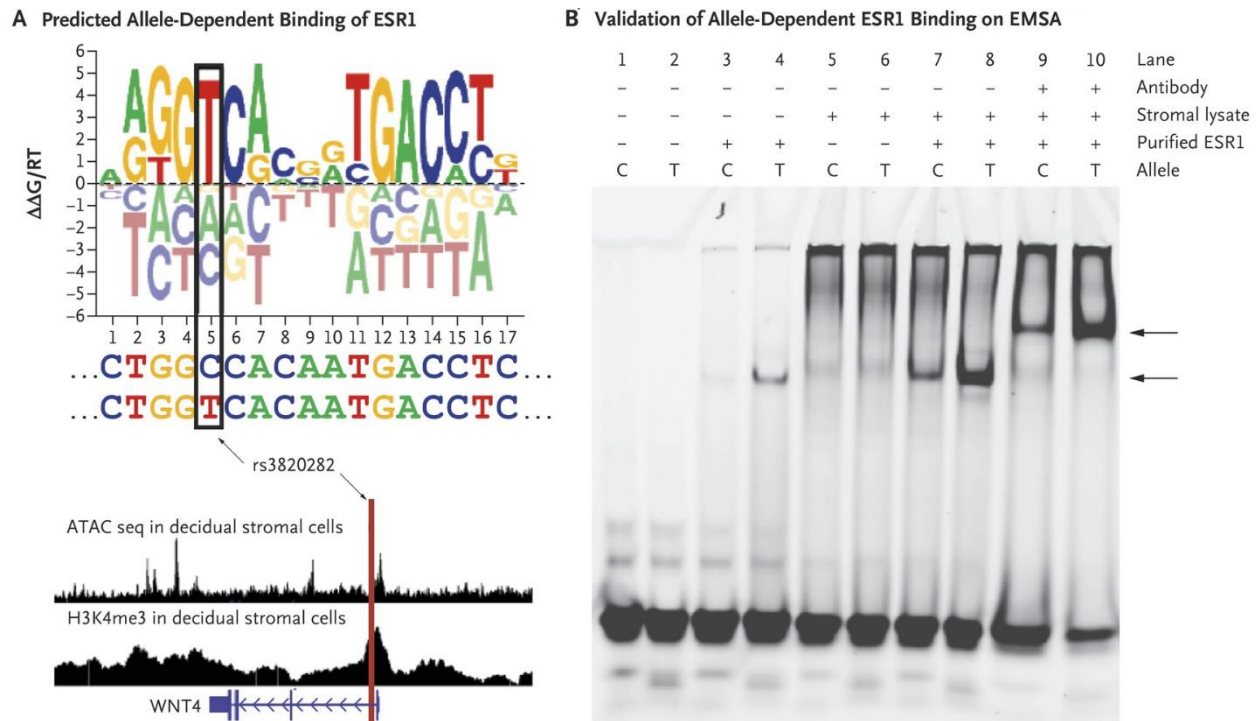 A Predicted Allele-Dependent Binding of ESR1
ΔΔG/RT
6
5
4
3
2
1
0
−1
−2
−3
−4
−5
−6
1 2 3 4 5 6 7 8 9 10 11 12 13 14 15 16 17
...CTGGCCACAATGACCTC...
...CTGGTCACAATGACCTC...
rs3820282
ATAC seq in decidual stromal cells
H3K4me3 in decidual stromal cells
WNT4
B Validation of Allele-Dependent ESR1 Binding on EMSA
1 2 3 4 5 6 7 8 9 10 Lane
− − − − − − − − + + Antibody
− − − − + + + + + + Stromal lysate
− − + + − − + + + + Purified ESR1
C T C T C T C T C T Allele